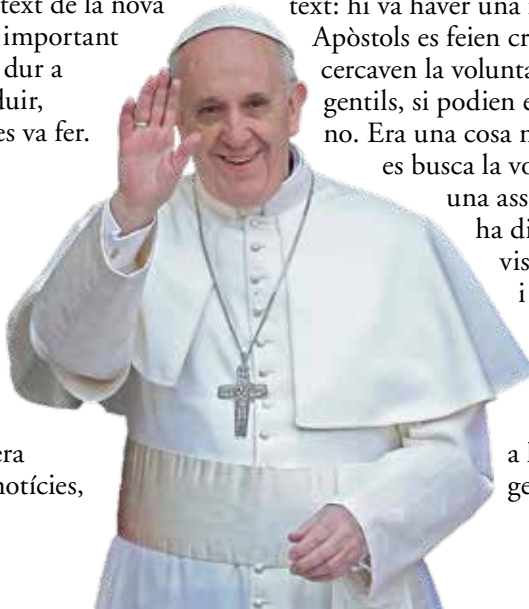 text de la nova
important
dur a
duir,
es va fer.
era
notícies,
text: hi va haver una
Apòstols es feien cr
cercaven la volunta
gentils, si podien e
no. Era una cosa
es busca la vo
una ass
ha di
vis
i
a
ge